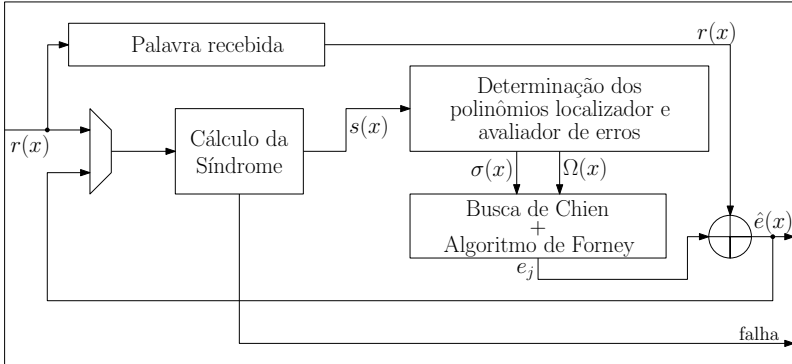 Palavra recebida
r(x)
r(x)
Cálculo da
Síndrome
s(x)
Determinação dos
polinômios localizador e
avaliador de erros
σ(x)
Ω(x)
Busca de Chien
+
Algoritmo de Forney
e_j
ê(x)
falha